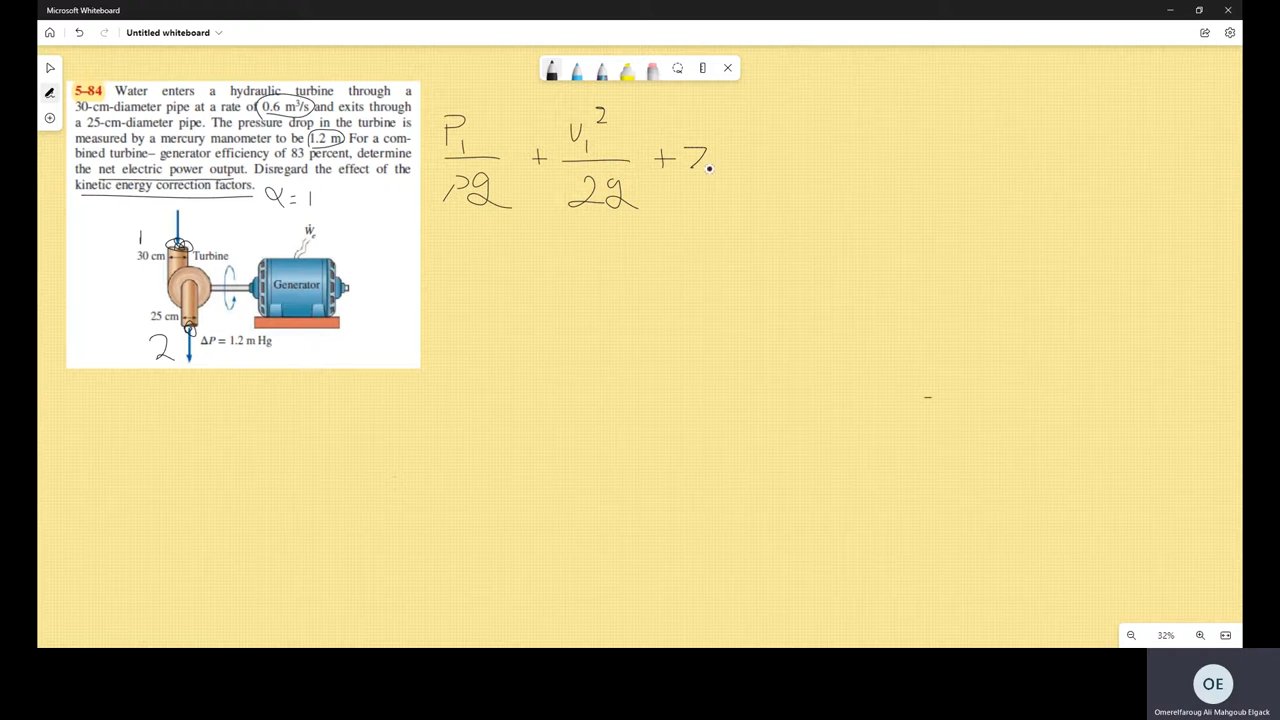 Microsoft Whiteboard
Untitled whiteboard
5–84 Water enters a hydraulic turbine through a
30-cm-diameter pipe at a rate of 0.6 m³/s and exits through
a 25-cm-diameter pipe. The pressure drop in the turbine is
measured by a mercury manometer to be 1.2 m. For a com-
bined turbine– generator efficiency of 83 percent, determine
the net electric power output. Disregard the effect of the
kinetic energy correction factors.
α = 1
P₁/ρg + V₁²/2g + Z
1
Ẇe
30 cm
Turbine
Generator
25 cm
2
ΔP = 1.2 m Hg
32%
OE
Omerelfaroug Ali Mahgoub Elgack